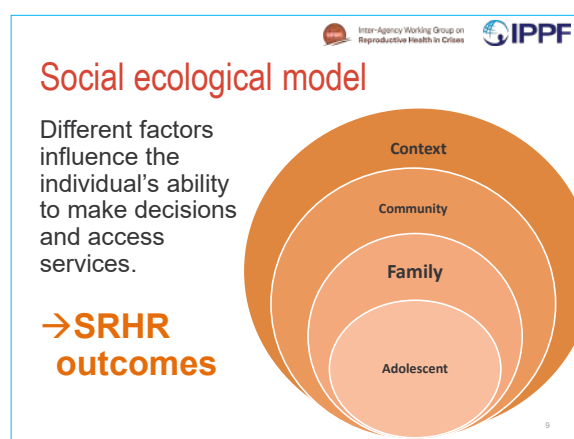 Inter-Agency Working Group on
Reproductive Health in Crises
IPPF
Social ecological model
Different factors
influence the
individual's ability
to make decisions
and access
services.
→SRHR
outcomes
Context
Community
Family
Adolescent
9